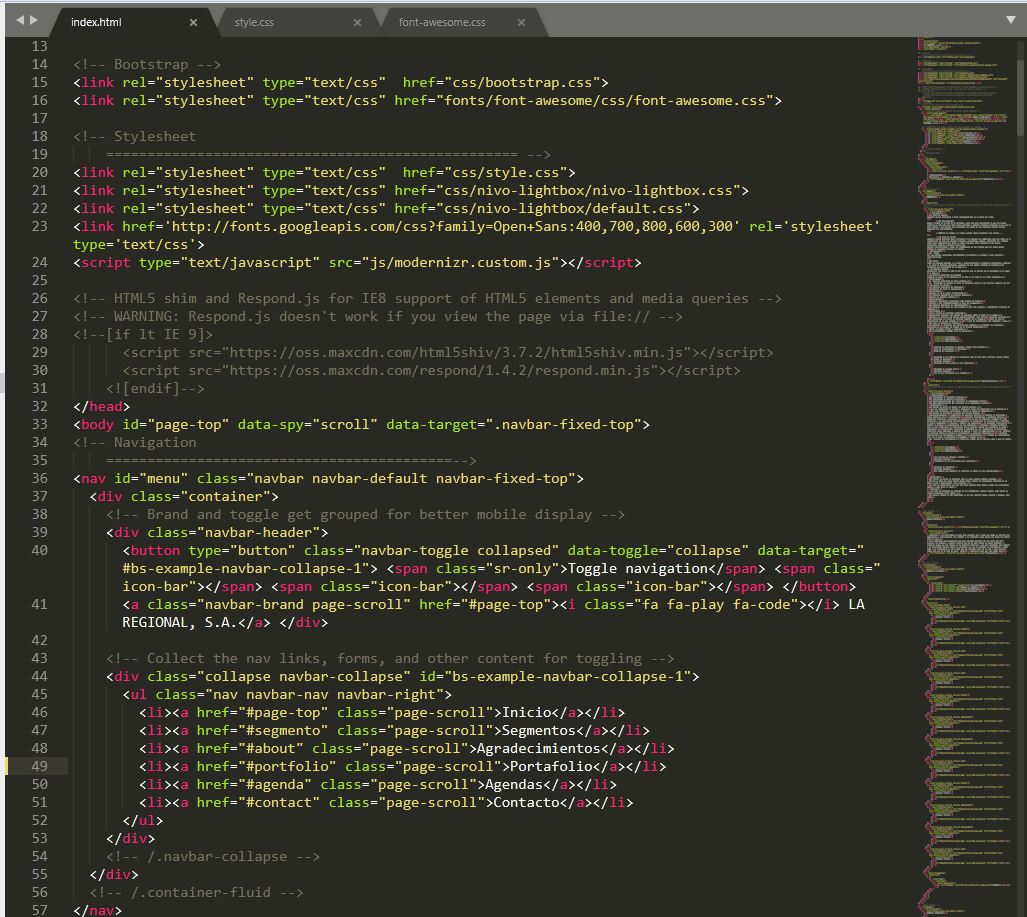 index.html × style.css × font-awesome.css ×
13
14 <!-- Bootstrap -->
15 <link rel="stylesheet" type="text/css"  href="css/bootstrap.css">
16 <link rel="stylesheet" type="text/css" href="fonts/font-awesome/css/font-awesome.css">
17
18 <!-- Stylesheet
19     ================================================== -->
20 <link rel="stylesheet" type="text/css"  href="css/style.css">
21 <link rel="stylesheet" type="text/css" href="css/nivo-lightbox/nivo-lightbox.css">
22 <link rel="stylesheet" type="text/css" href="css/nivo-lightbox/default.css">
23 <link href='http://fonts.googleapis.com/css?family=Open+Sans:400,700,800,600,300' rel='stylesheet'
type='text/css'>
24 <script type="text/javascript" src="js/modernizr.custom.js"></script>
25
26 <!-- HTML5 shim and Respond.js for IE8 support of HTML5 elements and media queries -->
27 <!-- WARNING: Respond.js doesn't work if you view the page via file:// -->
28 <!--[if lt IE 9]>
29       <script src="https://oss.maxcdn.com/html5shiv/3.7.2/html5shiv.min.js"></script>
30       <script src="https://oss.maxcdn.com/respond/1.4.2/respond.min.js"></script>
31     <![endif]-->
32 </head>
33 <body id="page-top" data-spy="scroll" data-target=".navbar-fixed-top">
34 <!-- Navigation
35     ==========================================-->
36 <nav id="menu" class="navbar navbar-default navbar-fixed-top">
37   <div class="container">
38     <!-- Brand and toggle get grouped for better mobile display -->
39     <div class="navbar-header">
40       <button type="button" class="navbar-toggle collapsed" data-toggle="collapse" data-target="
#bs-example-navbar-collapse-1"> <span class="sr-only">Toggle navigation</span> <span class="
icon-bar"></span> <span class="icon-bar"></span> <span class="icon-bar"></span> </button>
41       <a class="navbar-brand page-scroll" href="#page-top"><i class="fa fa-play fa-code"></i> LA
REGIONAL, S.A.</a> </div>
42
43     <!-- Collect the nav links, forms, and other content for toggling -->
44     <div class="collapse navbar-collapse" id="bs-example-navbar-collapse-1">
45       <ul class="nav navbar-nav navbar-right">
46         <li><a href="#page-top" class="page-scroll">Inicio</a></li>
47         <li><a href="#segmento" class="page-scroll">Segmentos</a></li>
48         <li><a href="#about" class="page-scroll">Agradecimientos</a></li>
49         <li><a href="#portfolio" class="page-scroll">Portafolio</a></li>
50         <li><a href="#agenda" class="page-scroll">Agendas</a></li>
51         <li><a href="#contact" class="page-scroll">Contacto</a></li>
52       </ul>
53     </div>
54     <!-- /.navbar-collapse -->
55   </div>
56   <!-- /.container-fluid -->
57 </nav>